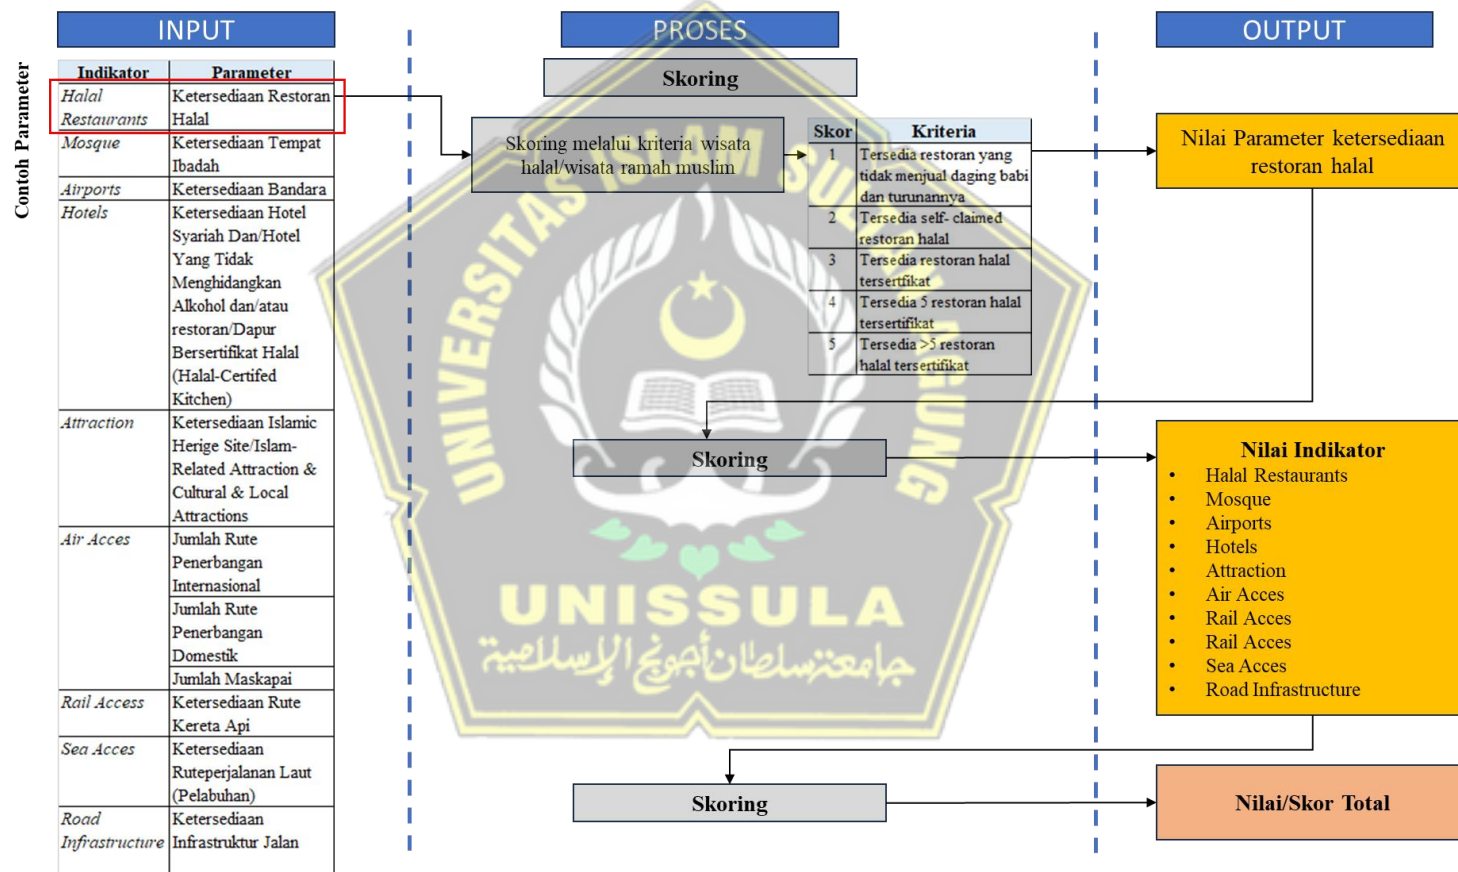 INPUT
PROSES
OUTPUT
Contoh Parameter
Indikator Parameter
Halal Ketersediaan Restoran
Restaurants Halal
Mosque Ketersediaan Tempat
Ibadah
Airports Ketersediaan Bandara
Hotels Ketersediaan Hotel
Syariah Dan/Hotel
Yang Tidak
Menghidangkan
Alkohol dan/atau
restoran/Dapur
Bersertifikat Halal
(Halal-Certifed
Kitchen)
Attraction Ketersediaan Islamic
Herige Site/Islam-
Related Attraction &
Cultural & Local
Attractions
Air Acces Jumlah Rute
Penerbangan
Internasional
Jumlah Rute
Penerbangan
Domestik
Jumlah Maskapai
Rail Access Ketersediaan Rute
Kereta Api
Sea Acces Ketersediaan
Ruteperjalanan Laut
(Pelabuhan)
Road Ketersediaan
Infrastructure Infrastruktur Jalan
Skoring
Skoring melalui kriteria wisata
halal/wisata ramah muslim
Skor Kriteria
1 Tersedia restoran yang
tidak menjual daging babi
dan turunannya
2 Tersedia self- claimed
restoran halal
3 Tersedia restoran halal
tersertfikat
4 Tersedia 5 restoran halal
tersertifikat
5 Tersedia >5 restoran
halal tersertifikat
Nilai Parameter ketersediaan
restoran halal
Skoring
Nilai Indikator
• Halal Restaurants
• Mosque
• Airports
• Hotels
• Attraction
• Air Acces
• Rail Acces
• Rail Acces
• Sea Acces
• Road Infrastructure
Skoring
Nilai/Skor Total
UNIVERSITAS ISLAM SULTAN AGUNG
UNISSULA
جامعة سلطان أجونج الإسلامية